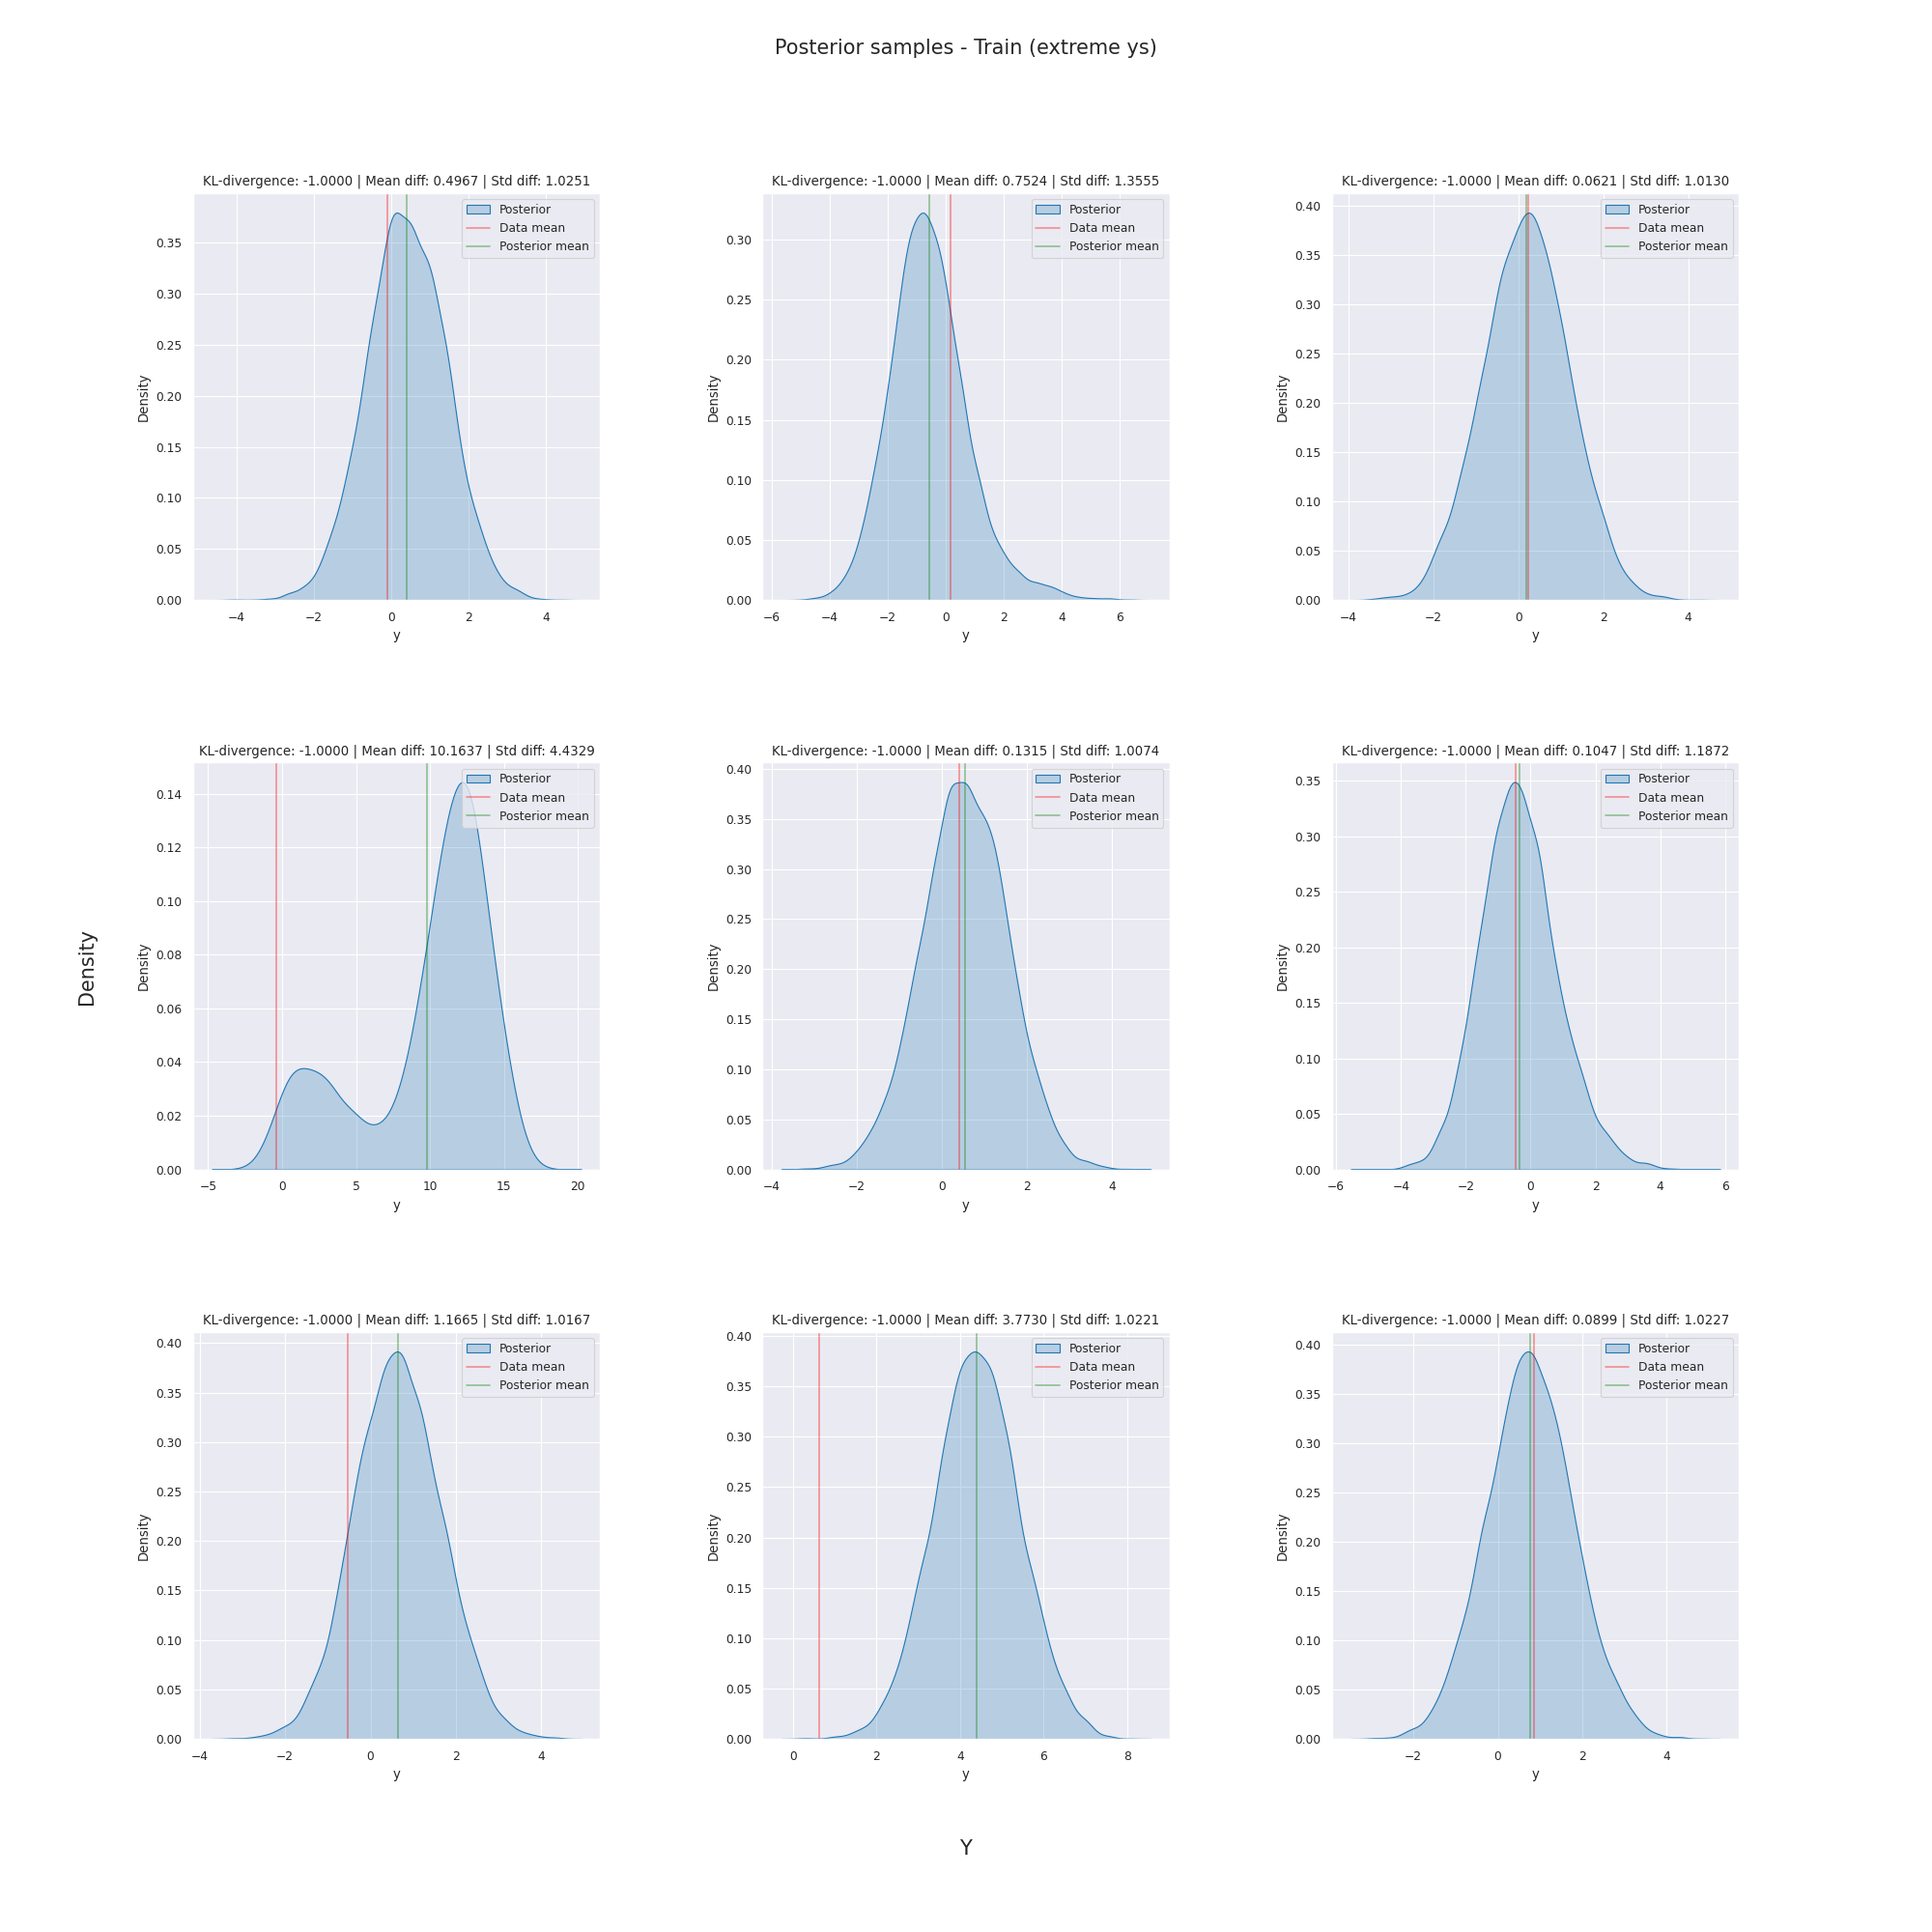 Posterior samples - Train (extreme ys)
KL-divergence: -1.0000 | Mean diff: 0.4967 | Std diff: 1.0251
Posterior
Data mean
Posterior mean
0.35
0.30
0.25
0.20
0.15
0.10
0.05
0.00
Density
−4 −2 0 2 4
y
KL-divergence: -1.0000 | Mean diff: 0.7524 | Std diff: 1.3555
Posterior
Data mean
Posterior mean
0.30
0.25
0.20
0.15
0.10
0.05
0.00
Density
−6 −4 −2 0 2 4 6
y
KL-divergence: -1.0000 | Mean diff: 0.0621 | Std diff: 1.0130
Posterior
Data mean
Posterior mean
0.40
0.35
0.30
0.25
0.20
0.15
0.10
0.05
0.00
Density
−4 −2 0 2 4
y
Density
KL-divergence: -1.0000 | Mean diff: 10.1637 | Std diff: 4.4329
Posterior
Data mean
Posterior mean
0.14
0.12
0.10
0.08
0.06
0.04
0.02
0.00
Density
−5 0 5 10 15 20
y
KL-divergence: -1.0000 | Mean diff: 0.1315 | Std diff: 1.0074
Posterior
Data mean
Posterior mean
0.40
0.35
0.30
0.25
0.20
0.15
0.10
0.05
0.00
Density
−4 −2 0 2 4
y
KL-divergence: -1.0000 | Mean diff: 0.1047 | Std diff: 1.1872
Posterior
Data mean
Posterior mean
0.35
0.30
0.25
0.20
0.15
0.10
0.05
0.00
Density
−6 −4 −2 0 2 4 6
y
KL-divergence: -1.0000 | Mean diff: 1.1665 | Std diff: 1.0167
Posterior
Data mean
Posterior mean
0.40
0.35
0.30
0.25
0.20
0.15
0.10
0.05
0.00
Density
−4 −2 0 2 4
y
KL-divergence: -1.0000 | Mean diff: 3.7730 | Std diff: 1.0221
Posterior
Data mean
Posterior mean
0.40
0.35
0.30
0.25
0.20
0.15
0.10
0.05
0.00
Density
0 2 4 6 8
y
KL-divergence: -1.0000 | Mean diff: 0.0899 | Std diff: 1.0227
Posterior
Data mean
Posterior mean
0.40
0.35
0.30
0.25
0.20
0.15
0.10
0.05
0.00
Density
−2 0 2 4
y
Y